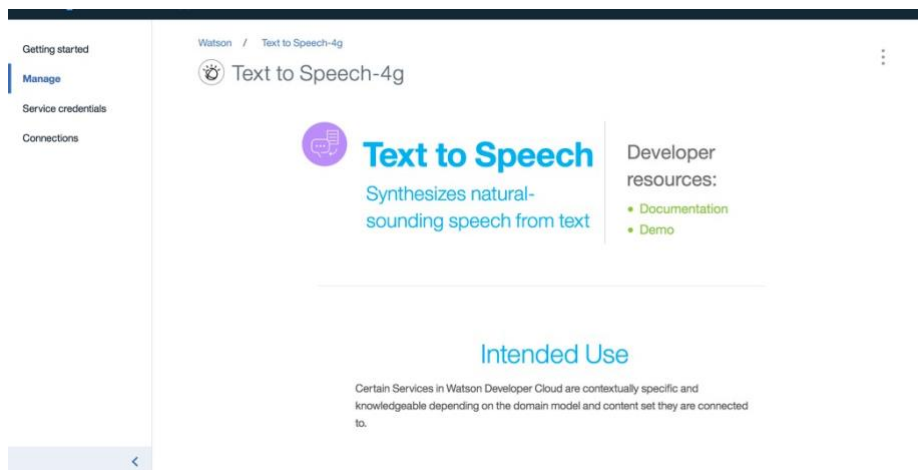 Getting started
Manage
Service credentials
Connections
Watson / Text to Speech-4g
Text to Speech-4g
Text to Speech
Synthesizes natural-
sounding speech from text
Developer
resources:
• Documentation
• Demo
Intended Use
Certain Services in Watson Developer Cloud are contextually specific and
knowledgeable depending on the domain model and content set they are connected
to.